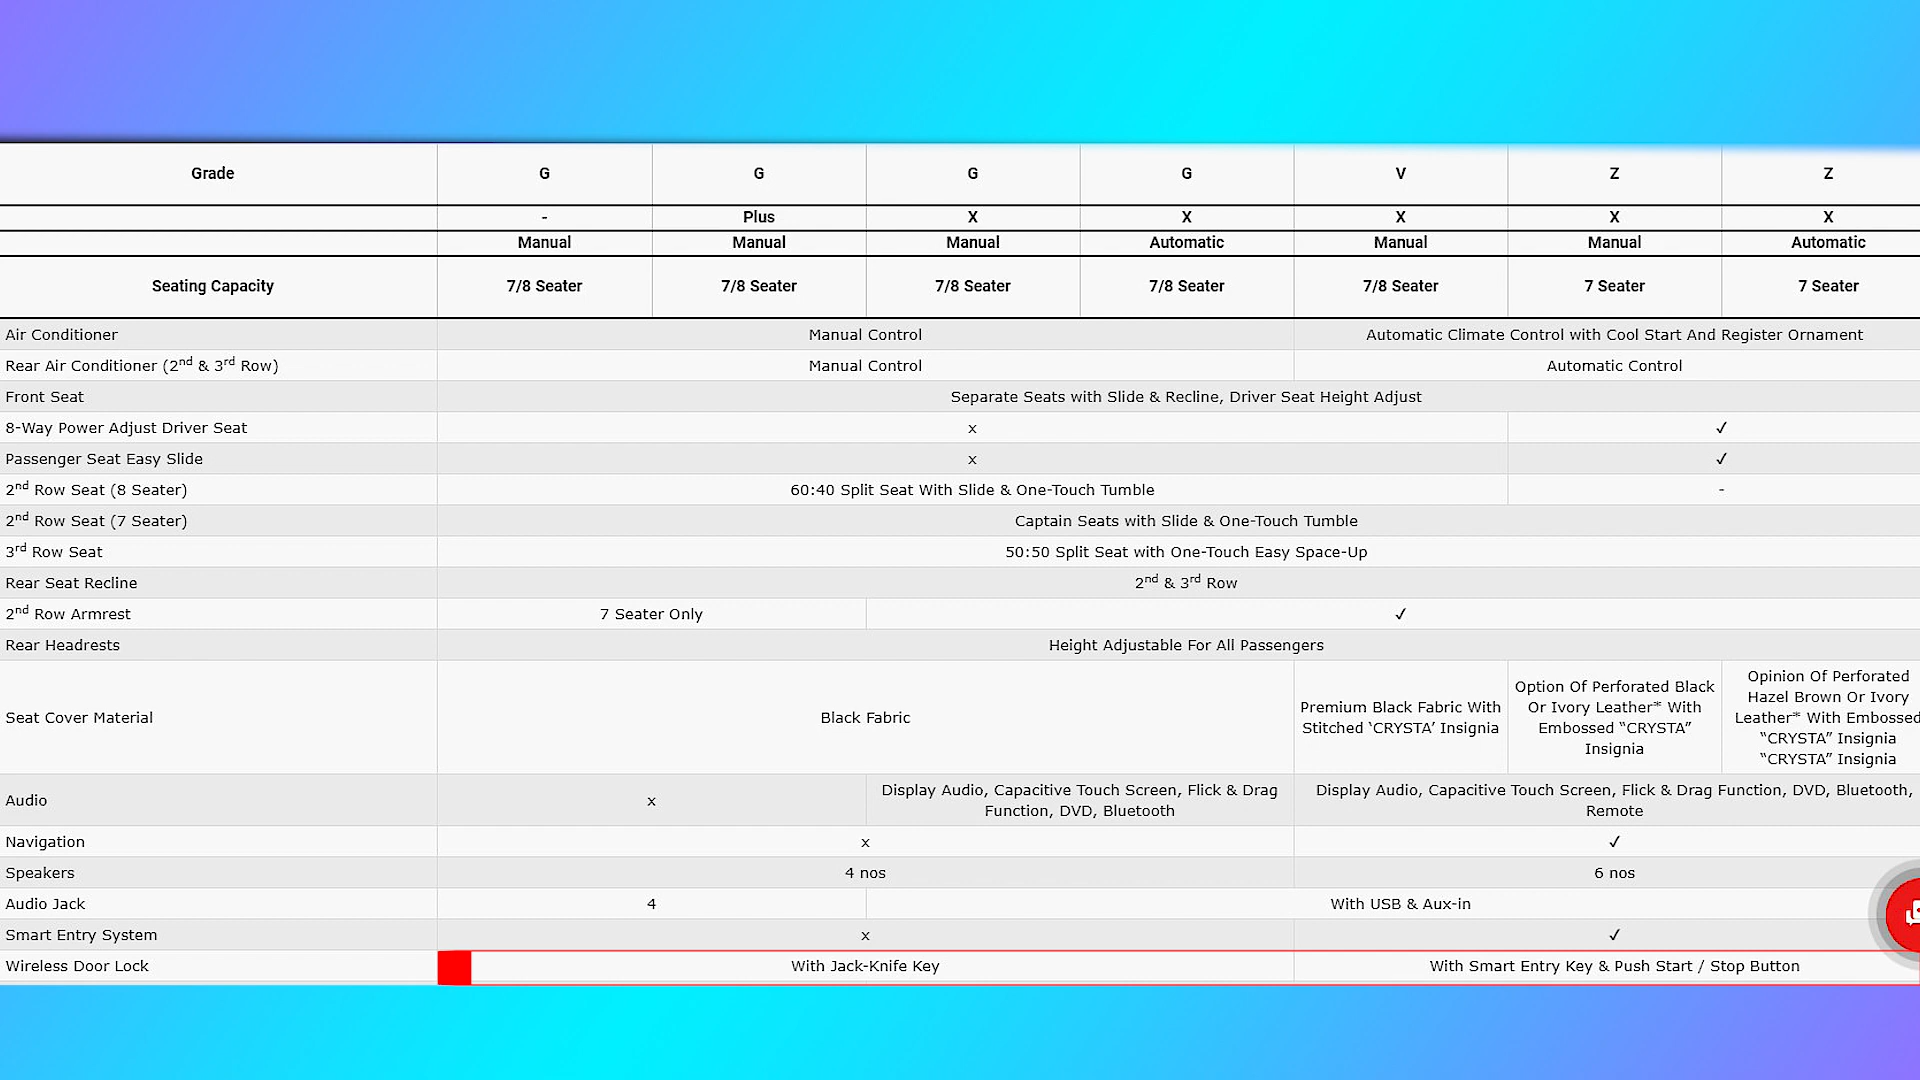 Grade G G G G V Z Z
- Plus X X X X X
Manual Manual Manual Automatic Manual Manual Automatic
Seating Capacity 7/8 Seater 7/8 Seater 7/8 Seater 7/8 Seater 7/8 Seater 7 Seater 7 Seater
Air Conditioner Manual Control Automatic Climate Control with Cool Start And Register Ornament
Rear Air Conditioner (2nd & 3rd Row) Manual Control Automatic Control
Front Seat Separate Seats with Slide & Recline, Driver Seat Height Adjust
8-Way Power Adjust Driver Seat x ✓
Passenger Seat Easy Slide x ✓
2nd Row Seat (8 Seater) 60:40 Split Seat With Slide & One-Touch Tumble -
2nd Row Seat (7 Seater) Captain Seats with Slide & One-Touch Tumble
3rd Row Seat 50:50 Split Seat with One-Touch Easy Space-Up
Rear Seat Recline 2nd & 3rd Row
2nd Row Armrest 7 Seater Only ✓
Rear Headrests Height Adjustable For All Passengers
Seat Cover Material Black Fabric
Premium Black Fabric With
Stitched ‘CRYSTA’ Insignia
Option Of Perforated Black
Or Ivory Leather* With
Embossed “CRYSTA”
Insignia
Opinion Of Perforated
Hazel Brown Or Ivory
Leather* With Embossed
“CRYSTA” Insignia
“CRYSTA” Insignia
Audio x
Display Audio, Capacitive Touch Screen, Flick & Drag
Function, DVD, Bluetooth
Display Audio, Capacitive Touch Screen, Flick & Drag Function, DVD, Bluetooth,
Remote
Navigation x ✓
Speakers 4 nos 6 nos
Audio Jack 4 With USB & Aux-in
Smart Entry System x ✓
Wireless Door Lock With Jack-Knife Key With Smart Entry Key & Push Start / Stop Button